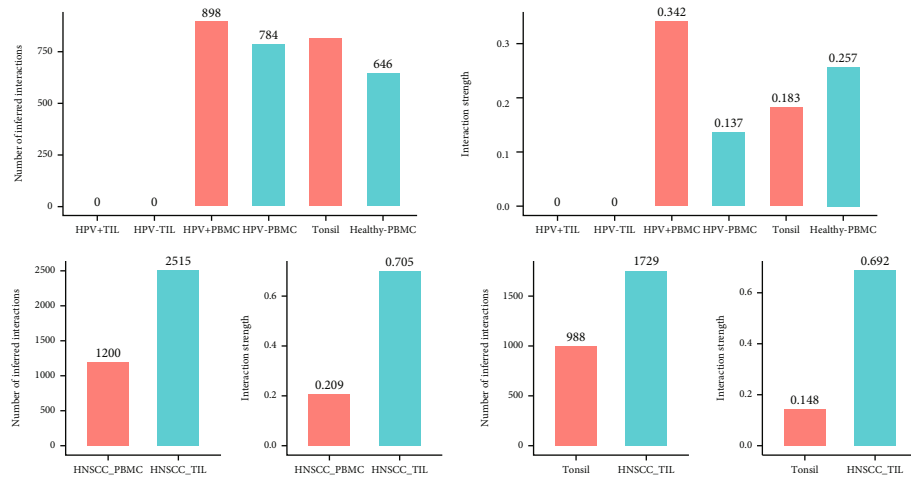 Number of inferred interactions
750
500
250
0
0
0
898
784
646
HPV+TIL
HPV-TIL
HPV+PBMC
HPV-PBMC
Tonsil
Healthy-PBMC
Interaction strength
0.3
0.2
0.1
0.0
0
0
0.342
0.137
0.183
0.257
HPV+TIL
HPV-TIL
HPV+PBMC
HPV-PBMC
Tonsil
Healthy-PBMC
Number of inferred interactions
2500
2000
1500
1000
500
0
1200
2515
HNSCC_PBMC
HNSCC_TIL
Interaction strength
0.6
0.4
0.2
0.0
0.209
0.705
HNSCC_PBMC
HNSCC_TIL
Number of inferred interactions
1500
1000
500
0
988
1729
Tonsil
HNSCC_TIL
Interaction strength
0.6
0.4
0.2
0.0
0.148
0.692
Tonsil
HNSCC_TIL